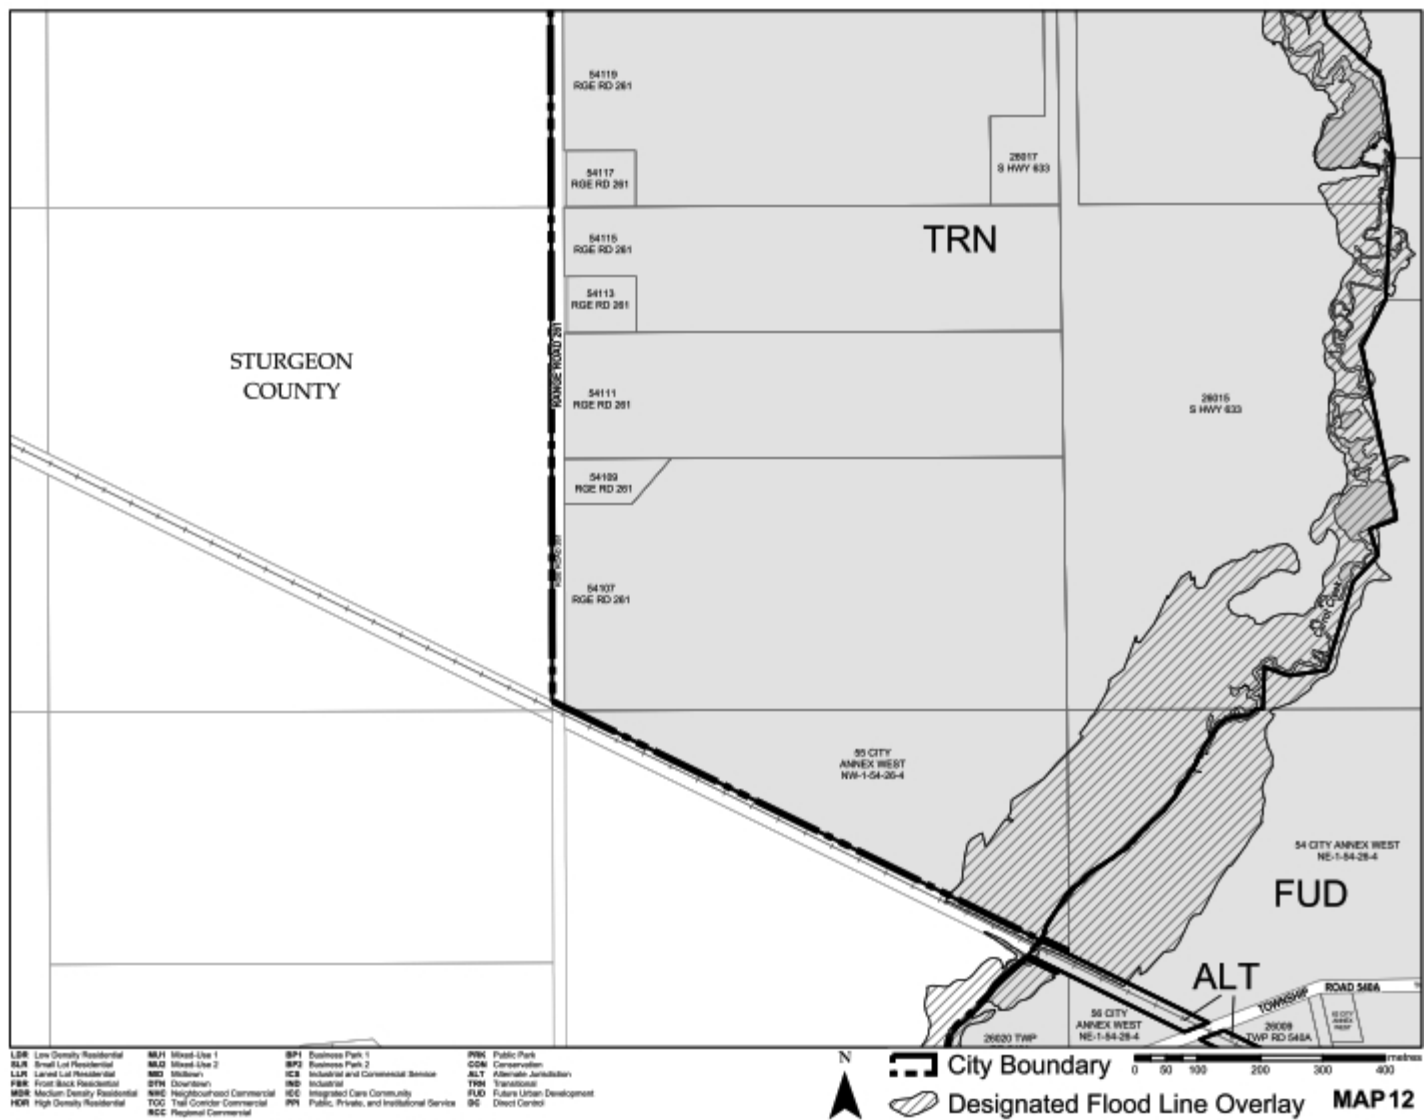 54119
RGE RD 261
54117
RGE RD 261
26017
S HWY 633
54115
RGE RD 261
TRN
54113
RGE RD 261
STURGEON
COUNTY
RANGE ROAD 261
54111
RGE RD 261
26015
S HWY 633
54109
RGE RD 261
54107
RGE RD 261
Carrot Creek
55 CITY
ANNEX WEST
NW-1-54-26-4
54 CITY ANNEX WEST
NE-1-54-26-4
FUD
ALT
TOWNSHIP ROAD 540A
56 CITY
ANNEX WEST
NE-1-54-26-4
26009
TWP RD 540A
26020 TWP
LDR Low Density Residential
SLR Small Lot Residential
LLR Laned Lot Residential
FBR Front Back Residential
MDR Medium Density Residential
HDR High Density Residential
MU1 Mixed-Use 1
MU2 Mixed-Use 2
MID Midtown
DTN Downtown
NHC Neighbourhood Commercial
TCC Trail Corridor Commercial
RCC Regional Commercial
BP1 Business Park 1
BP2 Business Park 2
ICS Industrial and Commercial Service
IND Industrial
ICC Integrated Care Community
PPI Public, Private, and Institutional Service
PRK Public Park
CON Conservation
ALT Alternate Jurisdiction
TRN Transitional
FUD Future Urban Development
DC Direct Control
N
City Boundary
Designated Flood Line Overlay
0 50 100 200 300 400 metres
MAP 12